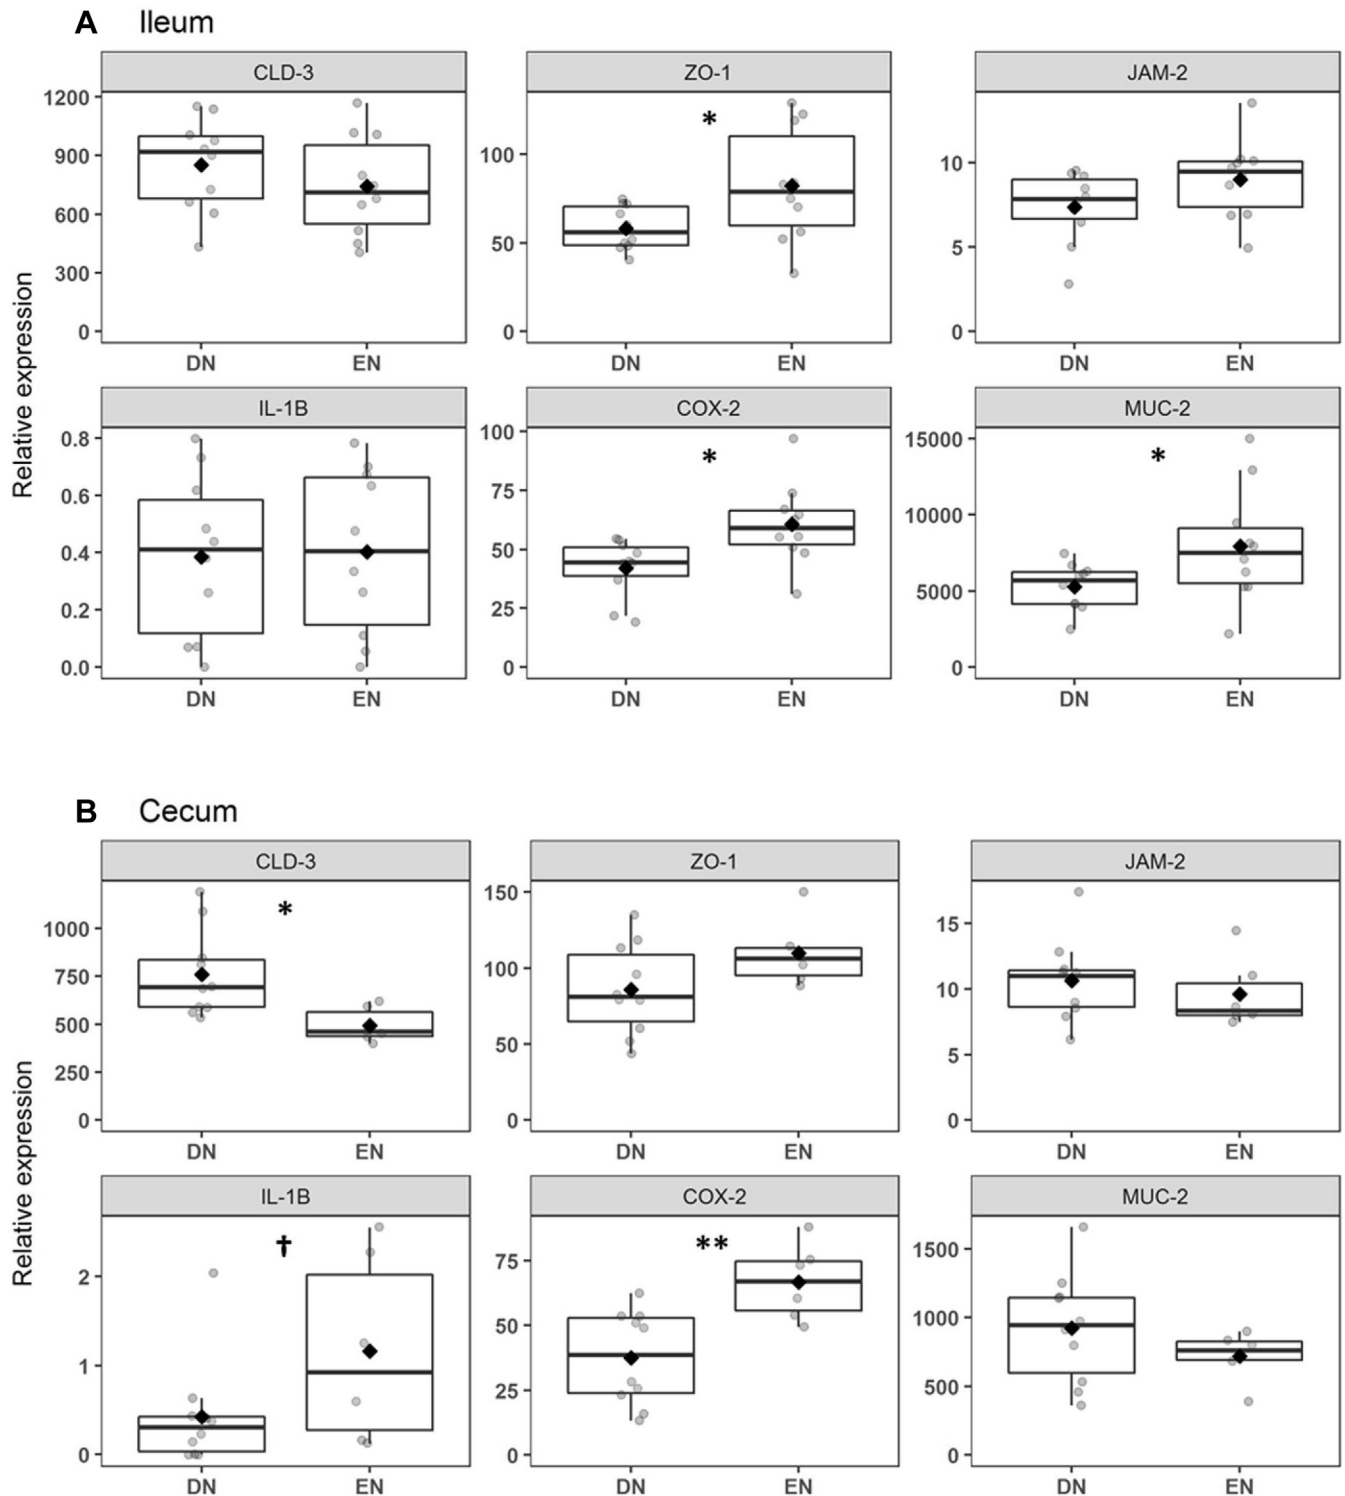 A Ileum
CLD-3 ZO-1 JAM-2
Relative expression
1200
900
600
300
0
DN EN
*
100
50
0
DN EN
10
5
0
DN EN
IL-1B COX-2 MUC-2
0.8
0.6
0.4
0.2
0.0
DN EN
*
100
75
50
25
0
DN EN
*
15000
10000
5000
0
DN EN
B Cecum
CLD-3 ZO-1 JAM-2
Relative expression
*
1000
750
500
250
0
DN EN
150
100
50
0
DN EN
15
10
5
0
DN EN
IL-1B COX-2 MUC-2
†
2
1
0
DN EN
**
75
50
25
0
DN EN
1500
1000
500
0
DN EN